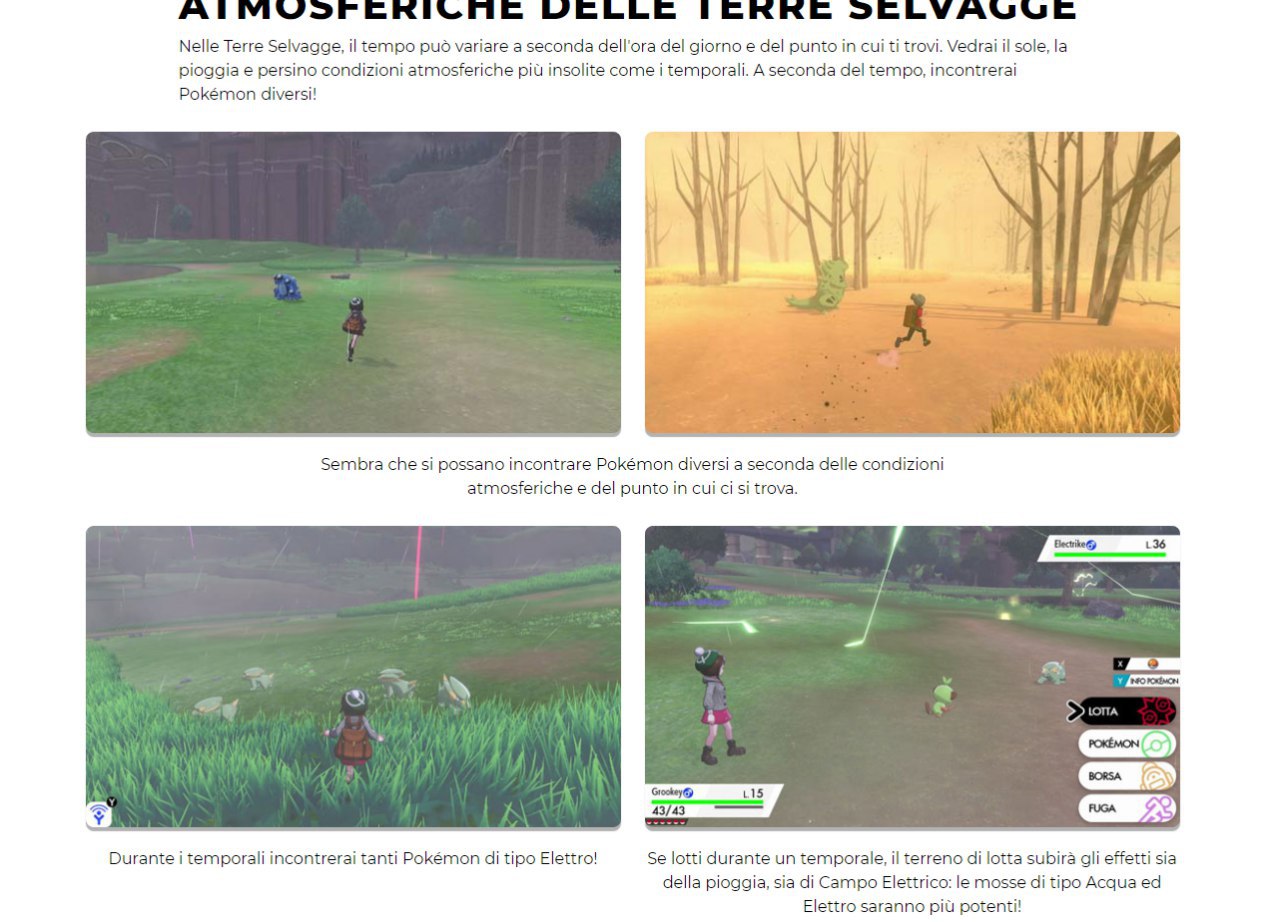 ATMOSFERICHE DELLE TERRE SELVAGGE
Nelle Terre Selvagge, il tempo può variare a seconda dell'ora del giorno e del punto in cui ti trovi. Vedrai il sole, la
pioggia e persino condizioni atmosferiche più insolite come i temporali. A seconda del tempo, incontrerai
Pokémon diversi!
Sembra che si possano incontrare Pokémon diversi a seconda delle condizioni
atmosferiche e del punto in cui ci si trova.
Y
Electrike L.36
X
Y INFO POKÉMON
LOTTA
POKÉMON
BORSA
FUGA
Grookey L.15
43/43
Durante i temporali incontrerai tanti Pokémon di tipo Elettro!
Se lotti durante un temporale, il terreno di lotta subirà gli effetti sia
della pioggia, sia di Campo Elettrico: le mosse di tipo Acqua ed
Elettro saranno più potenti!